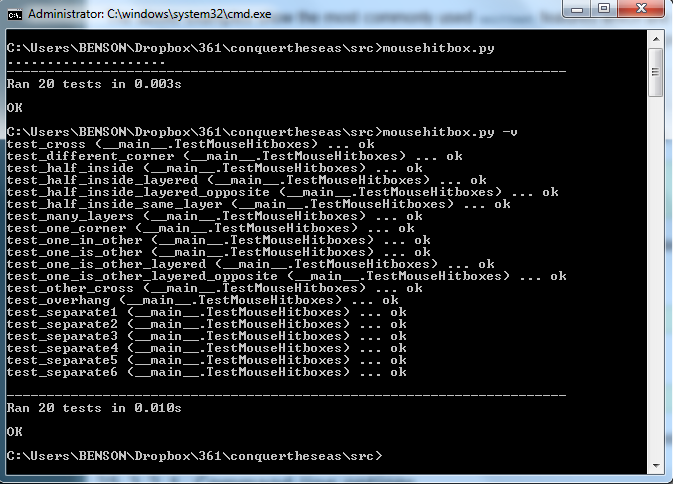 Administrator: C:\windows\system32\cmd.exe
C:\Users\BENSON\Dropbox\361\conquertheseas\src>mousehitbox.py
....................
----------------------------------------------------------------------
Ran 20 tests in 0.003s
OK
C:\Users\BENSON\Dropbox\361\conquertheseas\src>mousehitbox.py -v
test_cross (__main__.TestMouseHitboxes) ... ok
test_different_corner (__main__.TestMouseHitboxes) ... ok
test_half_inside (__main__.TestMouseHitboxes) ... ok
test_half_inside_layered (__main__.TestMouseHitboxes) ... ok
test_half_inside_layered_opposite (__main__.TestMouseHitboxes) ... ok
test_half_inside_same_layer (__main__.TestMouseHitboxes) ... ok
test_many_layers (__main__.TestMouseHitboxes) ... ok
test_one_corner (__main__.TestMouseHitboxes) ... ok
test_one_in_other (__main__.TestMouseHitboxes) ... ok
test_one_is_other (__main__.TestMouseHitboxes) ... ok
test_one_is_other_layered (__main__.TestMouseHitboxes) ... ok
test_one_is_other_layered_opposite (__main__.TestMouseHitboxes) ... ok
test_other_cross (__main__.TestMouseHitboxes) ... ok
test_overhang (__main__.TestMouseHitboxes) ... ok
test_separate1 (__main__.TestMouseHitboxes) ... ok
test_separate2 (__main__.TestMouseHitboxes) ... ok
test_separate3 (__main__.TestMouseHitboxes) ... ok
test_separate4 (__main__.TestMouseHitboxes) ... ok
test_separate5 (__main__.TestMouseHitboxes) ... ok
test_separate6 (__main__.TestMouseHitboxes) ... ok
----------------------------------------------------------------------
Ran 20 tests in 0.010s
OK
C:\Users\BENSON\Dropbox\361\conquertheseas\src>